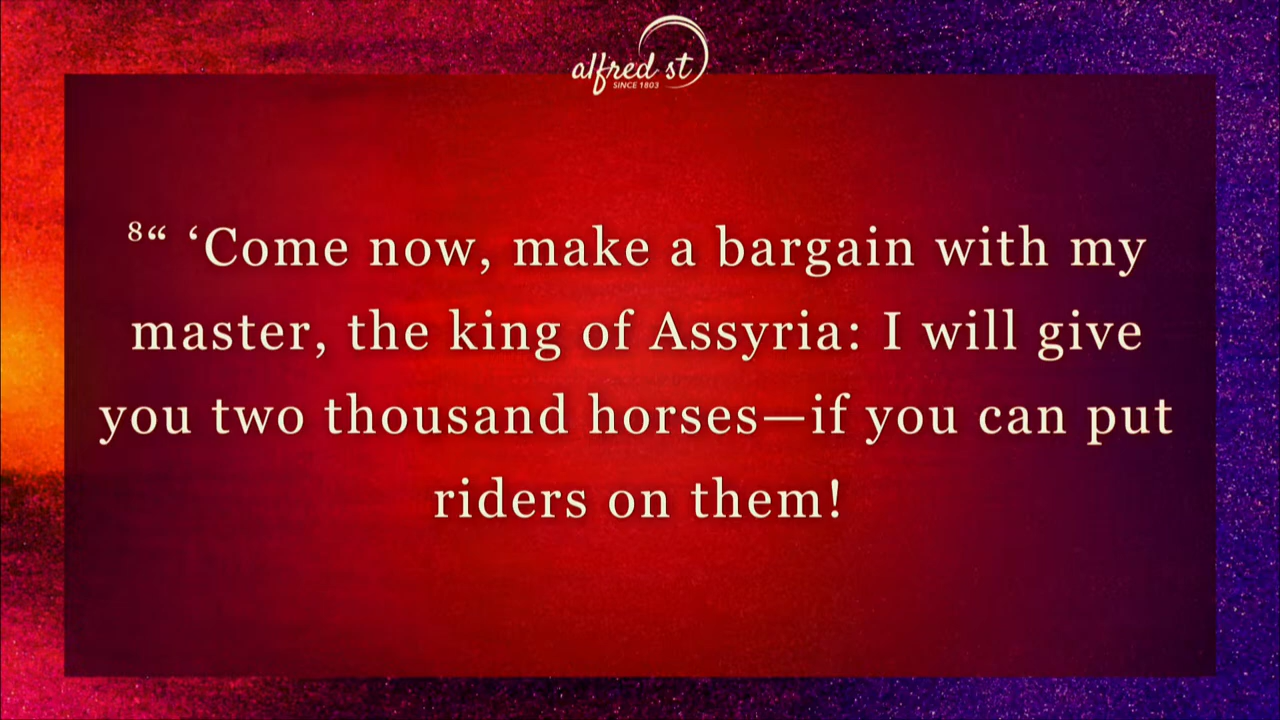 alfred st
SINCE 1803
⁸“ ‘Come now, make a bargain with my
master, the king of Assyria: I will give
you two thousand horses—if you can put
riders on them!